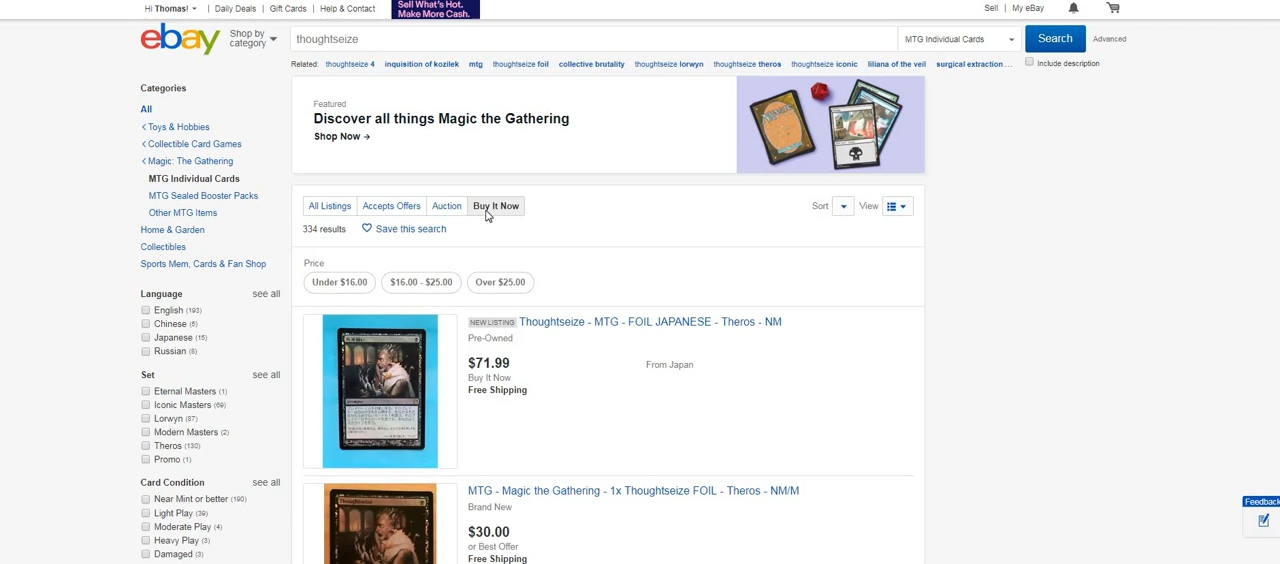 Hi Thomas! | Daily Deals | Gift Cards | Help & Contact
Sell What's Hot.
Make More Cash.
Sell | My eBay
ebay
Shop by
category
thoughtseize
MTG Individual Cards
Search
Advanced
Related: thoughtseize 4 inquisition of kozilek mtg thoughtseize foil collective brutality thoughtseize lorwyn thoughtseize theros thoughtseize iconic liliana of the veil surgical extraction ...
Include description
Categories
All
Toys & Hobbies
Collectible Card Games
Magic: The Gathering
MTG Individual Cards
MTG Sealed Booster Packs
Other MTG Items
Home & Garden
Collectibles
Sports Mem, Cards & Fan Shop
Language see all
English (193)
Chinese (5)
Japanese (15)
Russian (8)
Set see all
Eternal Masters (1)
Iconic Masters (69)
Lorwyn (87)
Modern Masters (2)
Theros (130)
Promo (1)
Card Condition see all
Near Mint or better (190)
Light Play (39)
Moderate Play (4)
Heavy Play (3)
Damaged (3)
Featured
Discover all things Magic the Gathering
Shop Now →
All Listings Accepts Offers Auction Buy It Now
Sort View
334 results Save this search
Price
Under $16.00 $16.00 - $25.00 Over $25.00
NEW LISTING Thoughtseize - MTG - FOIL JAPANESE - Theros - NM
Pre-Owned
$71.99 From Japan
Buy It Now
Free Shipping
MTG - Magic the Gathering - 1x Thoughtseize FOIL - Theros - NM/M
Brand New
$30.00
or Best Offer
Free Shipping
Thoughtseize
Feedback